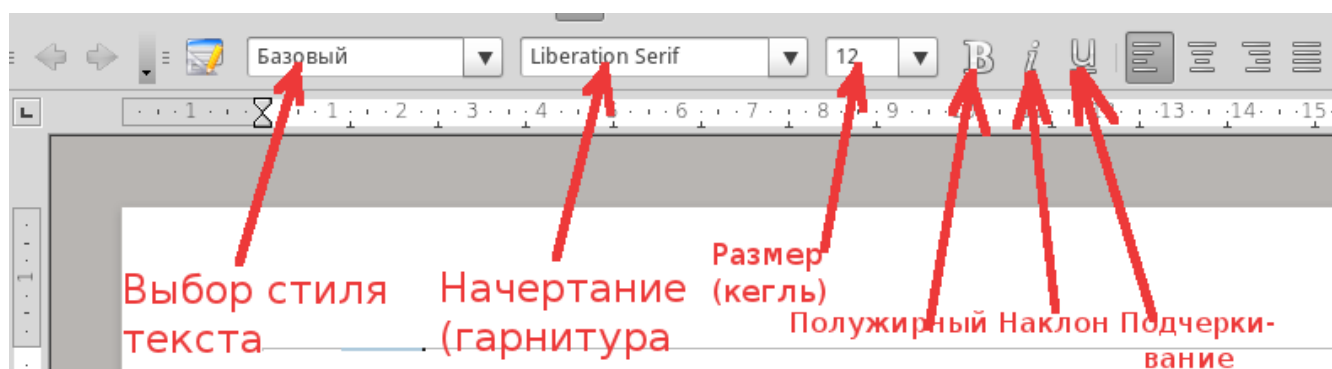 Базовый Liberation Serif 12 B i U
1 1 2 3 4 5 6 7 8 9 13 14 15
1
Размер
(кегль)
Выбор стиля
текста
Начертание
(гарнитура
Полужирный Наклон Подчерки-
вание